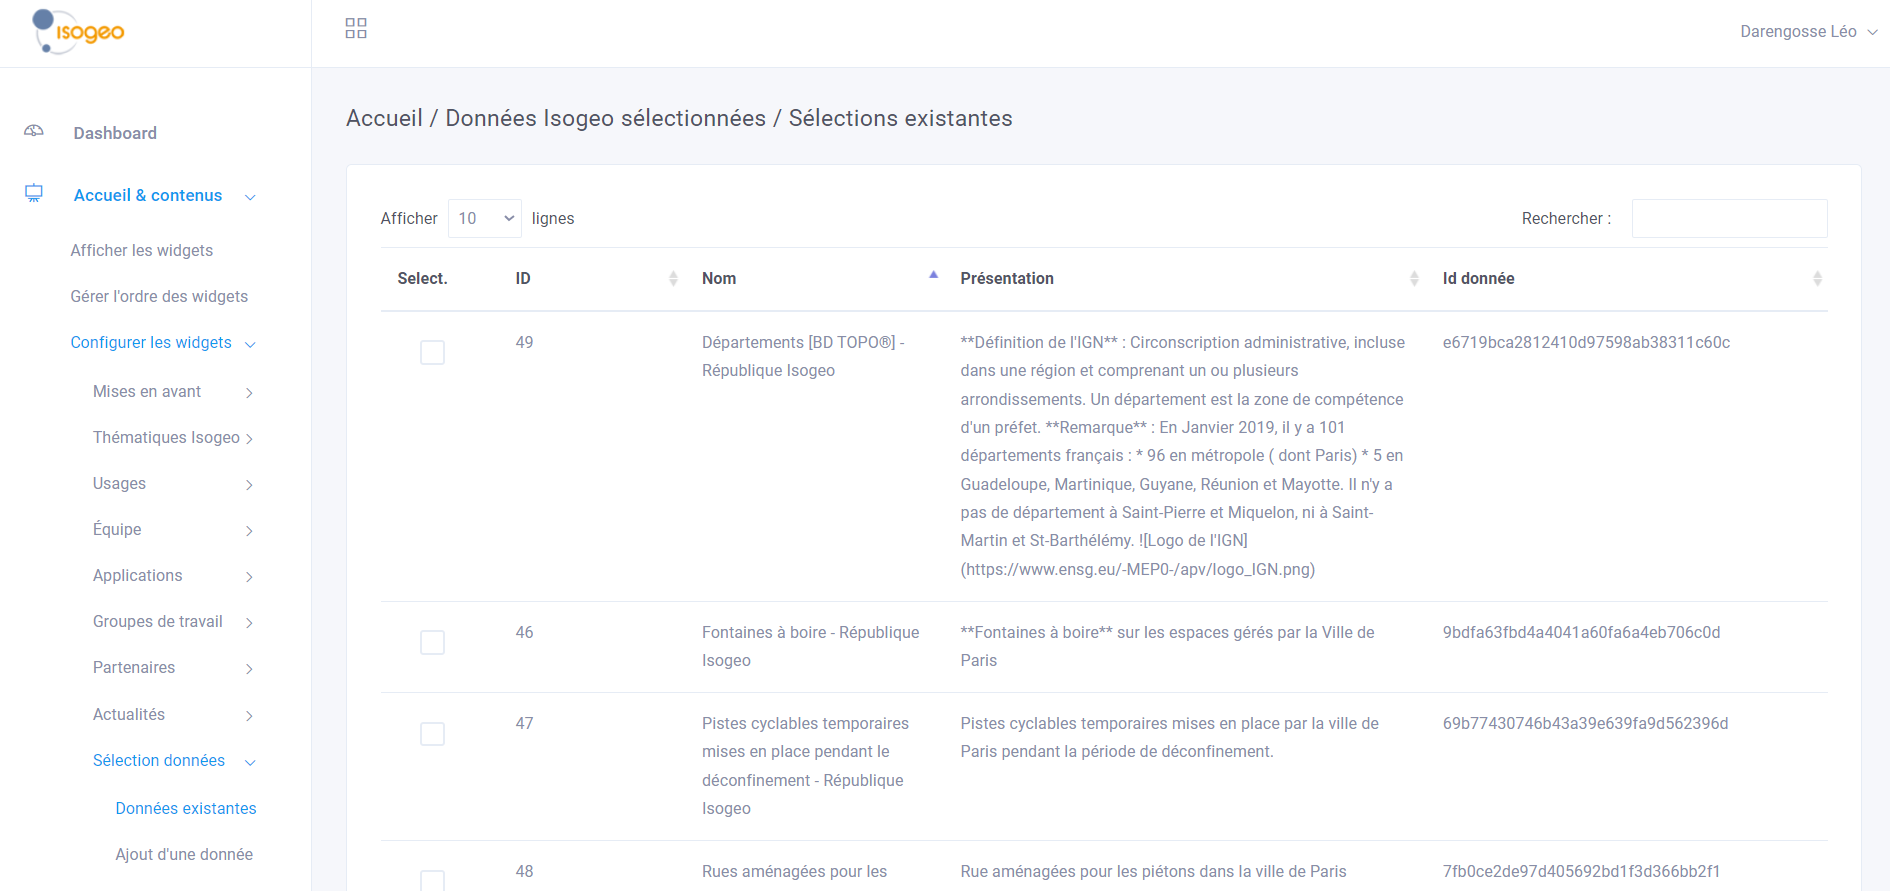 isogeo
Darengosse Léo
Dashboard
Accueil & contenus
Afficher les widgets
Gérer l'ordre des widgets
Configurer les widgets
Mises en avant
Thématiques Isogeo
Usages
Équipe
Applications
Groupes de travail
Partenaires
Actualités
Sélection données
Données existantes
Ajout d'une donnée
Accueil / Données Isogeo sélectionnées / Sélections existantes
Afficher 10 lignes
Rechercher :
Select. ID Nom Présentation Id donnée
49
Départements [BD TOPO®] -
République Isogeo
**Définition de l'IGN** : Circonscription administrative, incluse
dans une région et comprenant un ou plusieurs
arrondissements. Un département est la zone de compétence
d'un préfet. **Remarque** : En Janvier 2019, il y a 101
départements français : * 96 en métropole ( dont Paris) * 5 en
Guadeloupe, Martinique, Guyane, Réunion et Mayotte. Il n'y a
pas de département à Saint-Pierre et Miquelon, ni à Saint-
Martin et St-Barthélémy. ![Logo de l'IGN]
(https://www.ensg.eu/-MEP0-/apv/logo_IGN.png)
e6719bca2812410d97598ab38311c60c
46
Fontaines à boire - République
Isogeo
**Fontaines à boire** sur les espaces gérés par la Ville de
Paris
9bdfa63fbd4a4041a60fa6a4eb706c0d
47
Pistes cyclables temporaires
mises en place pendant le
déconfinement - République
Isogeo
Pistes cyclables temporaires mises en place par la ville de
Paris pendant la période de déconfinement.
69b77430746b43a39e639fa9d562396d
48
Rues aménagées pour les
Rue aménagées pour les piétons dans la ville de Paris
7fb0ce2de97d405692bd1f3d366bb2f1